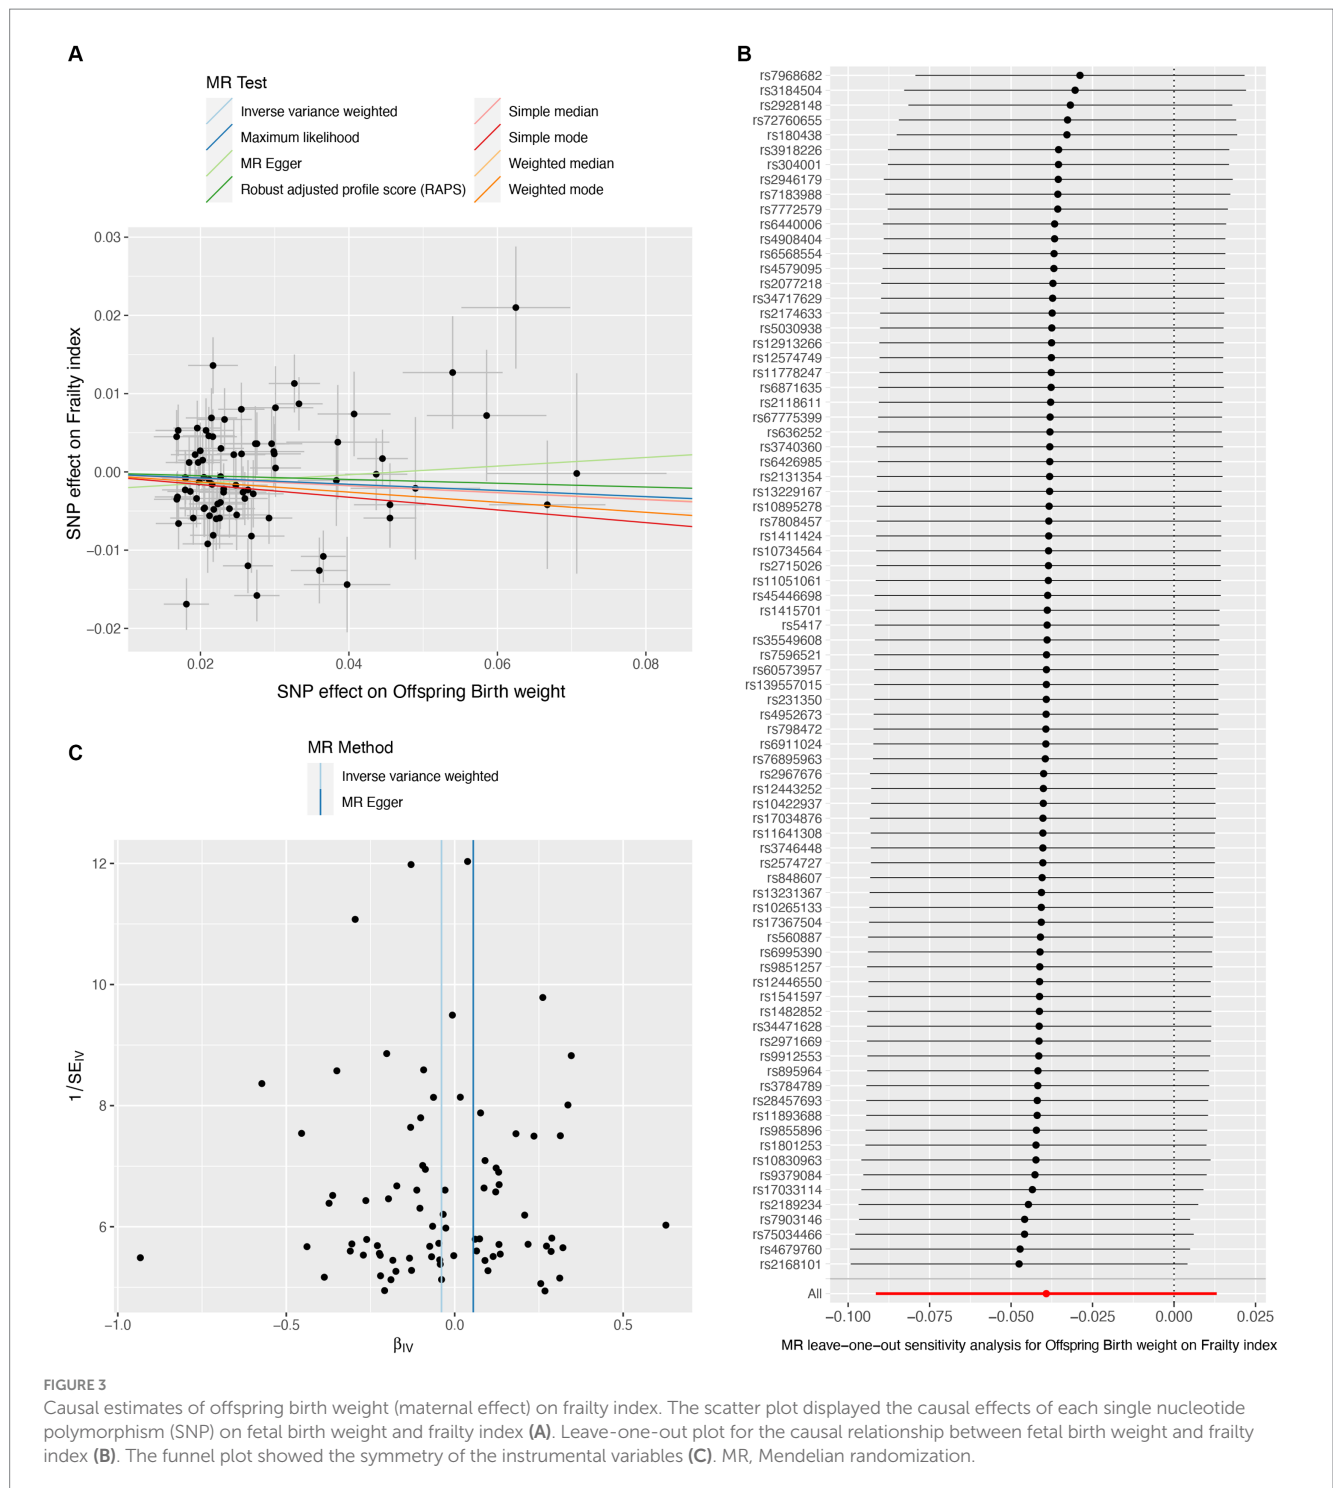 A
MR Test
Inverse variance weighted
Maximum likelihood
MR Egger
Robust adjusted profile score (RAPS)
Simple median
Simple mode
Weighted median
Weighted mode
SNP effect on Frailty index
0.03
0.02
0.01
0.00
−0.01
−0.02
0.02 0.04 0.06 0.08
SNP effect on Offspring Birth weight
B
rs7968682
rs3184504
rs2928148
rs72760655
rs180438
rs3918226
rs304001
rs2946179
rs7183988
rs7772579
rs6440006
rs4908404
rs6568554
rs4579095
rs2077218
rs34717629
rs2174633
rs5030938
rs12913266
rs12574749
rs11778247
rs6871635
rs2118611
rs67775399
rs636252
rs3740360
rs6426985
rs2131354
rs13229167
rs10895278
rs7808457
rs1411424
rs10734564
rs2715026
rs11051061
rs45446698
rs1415701
rs5417
rs35549608
rs7596521
rs60573957
rs139557015
rs231350
rs4952673
rs798472
rs6911024
rs76895963
rs2967676
rs12443252
rs10422937
rs17034876
rs11641308
rs3746448
rs2574727
rs848607
rs13231367
rs10265133
rs17367504
rs560887
rs6995390
rs9851257
rs12446550
rs1541597
rs1482852
rs34471628
rs2971669
rs9912553
rs895964
rs3784789
rs28457693
rs11893688
rs9855896
rs1801253
rs10830963
rs9379084
rs17033114
rs2189234
rs7903146
rs75034466
rs4679760
rs2168101
All
−0.100 −0.075 −0.050 −0.025 0.000 0.025
MR leave−one−out sensitivity analysis for Offspring Birth weight on Frailty index
C
MR Method
Inverse variance weighted
MR Egger
1/SE_IV
12
10
8
6
−1.0 −0.5 0.0 0.5
β_IV
FIGURE 3
Causal estimates of offspring birth weight (maternal effect) on frailty index. The scatter plot displayed the causal effects of each single nucleotide
polymorphism (SNP) on fetal birth weight and frailty index (A). Leave-one-out plot for the causal relationship between fetal birth weight and frailty
index (B). The funnel plot showed the symmetry of the instrumental variables (C). MR, Mendelian randomization.